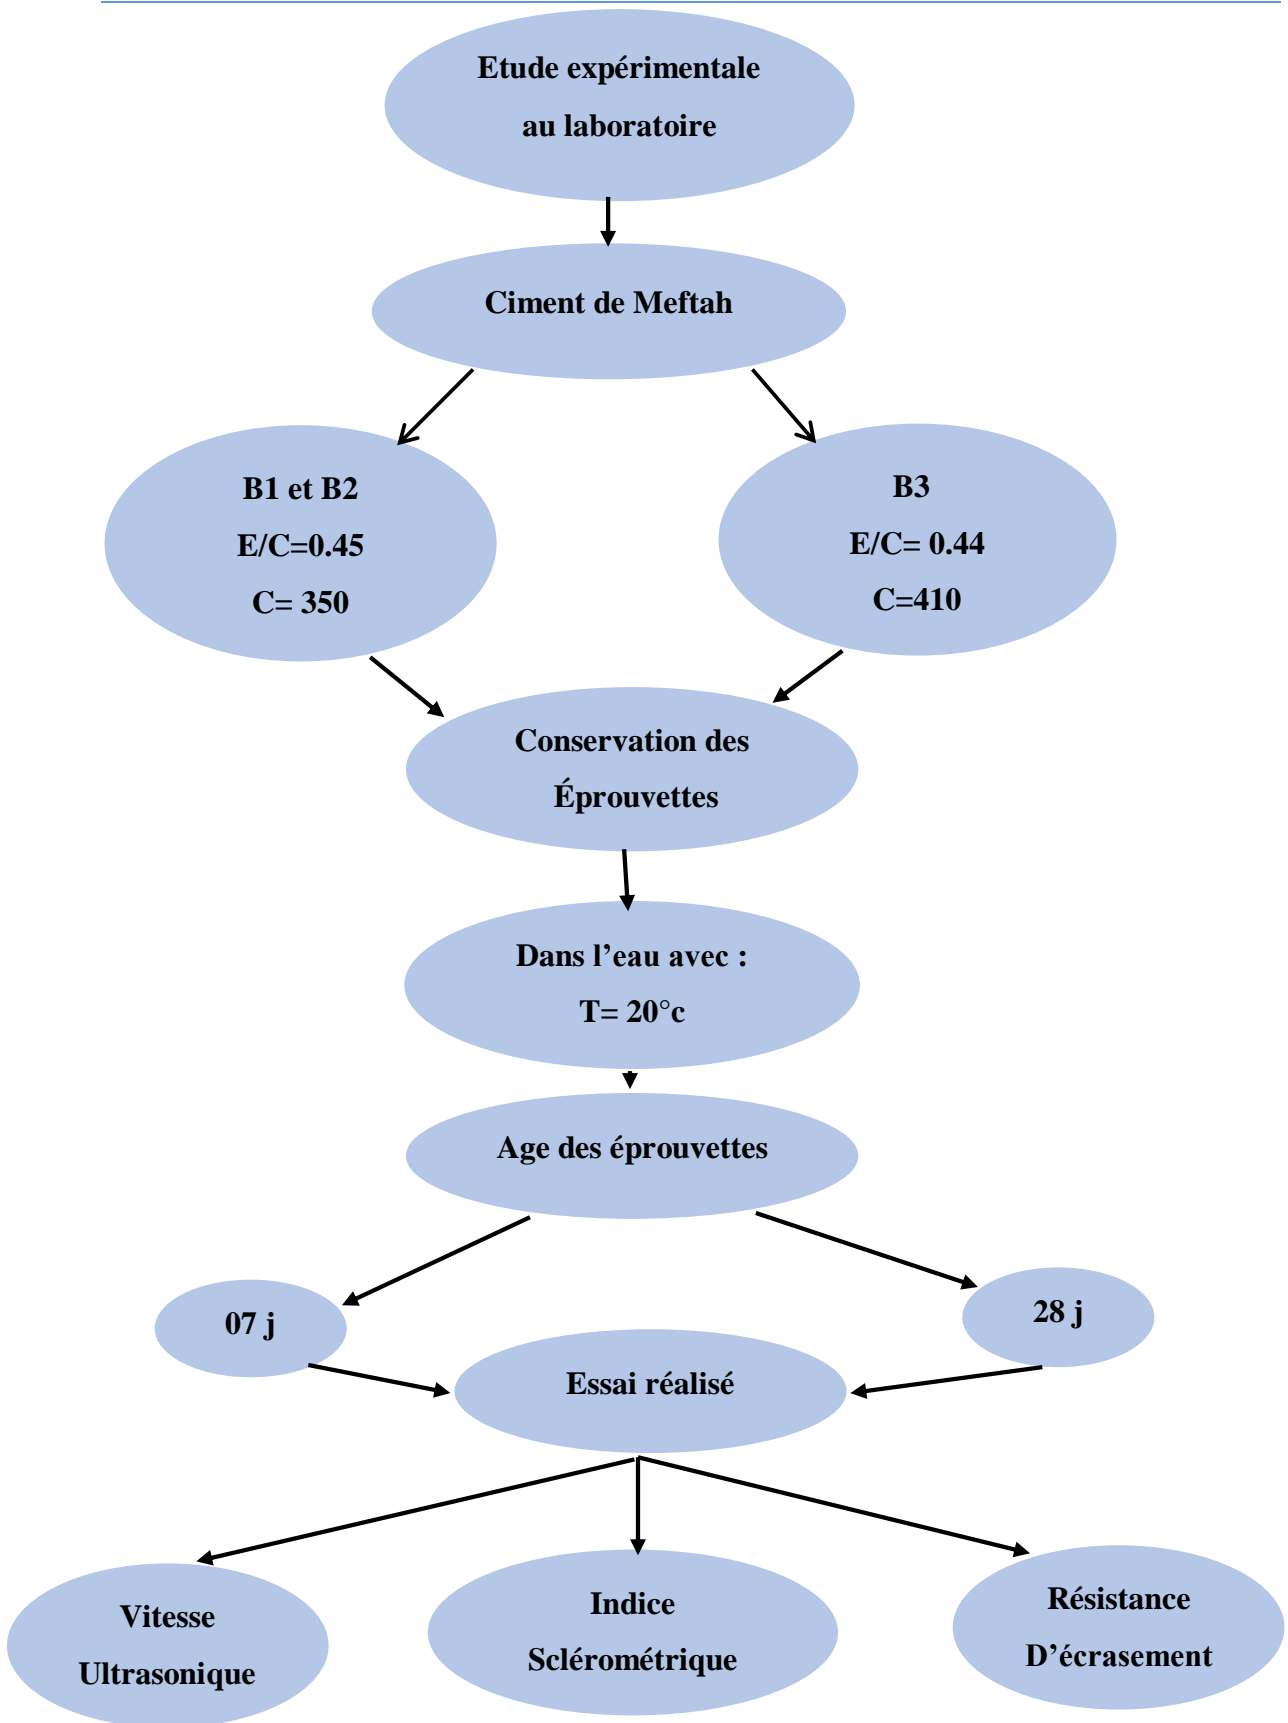 Etude expérimentale
au laboratoire
Ciment de Meftah
B1 et B2
E/C=0.45
C= 350
B3
E/C= 0.44
C=410
Conservation des
Éprouvettes
Dans l’eau avec :
T= 20°c
Age des éprouvettes
07 j
28 j
Essai réalisé
Vitesse
Ultrasonique
Indice
Sclérométrique
Résistance
D’écrasement